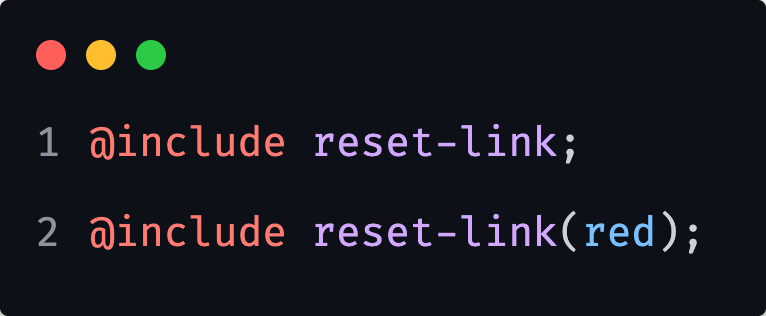 1 @include reset-link;
2 @include reset-link(red);